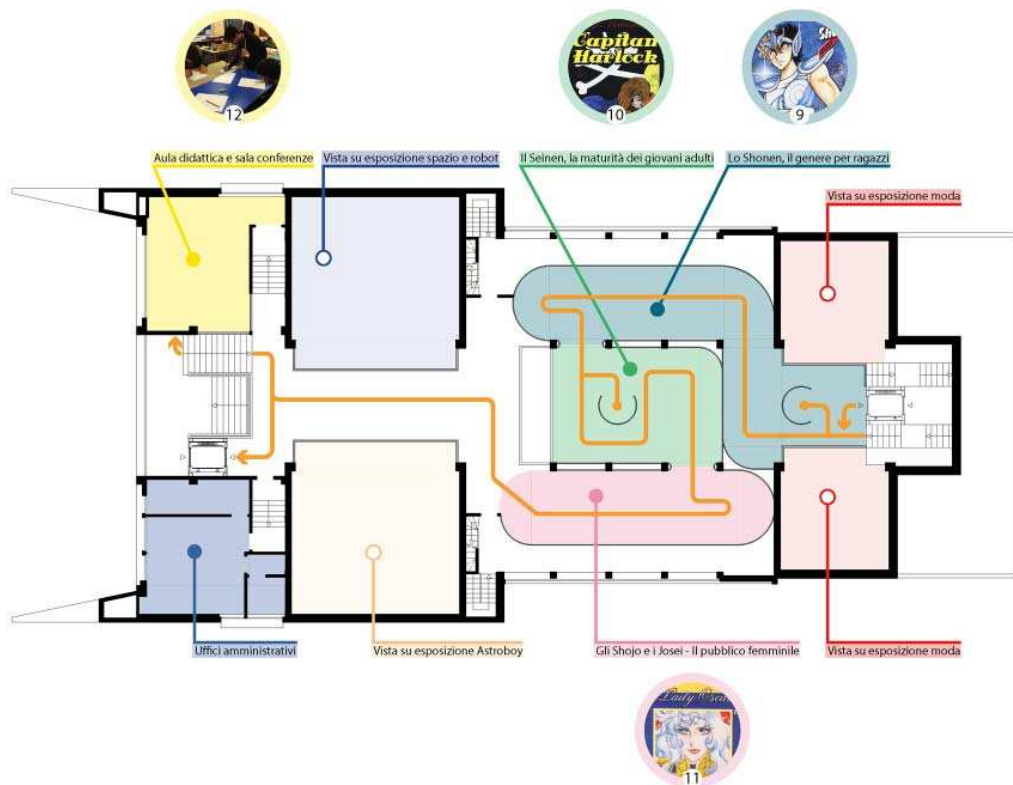 Capitan
Harlock
12
10
9
Aula didattica e sala conferenze
Vista su esposizione spazio e robot
Il Seinen, la maturità dei giovani adulti
Lo Shonen, il genere per ragazzi
Vista su esposizione moda
Uffici amministrativi
Vista su esposizione Astroboy
Gli Shojo e i Josei - Il pubblico femminile
Vista su esposizione moda
Lady Oscar
11